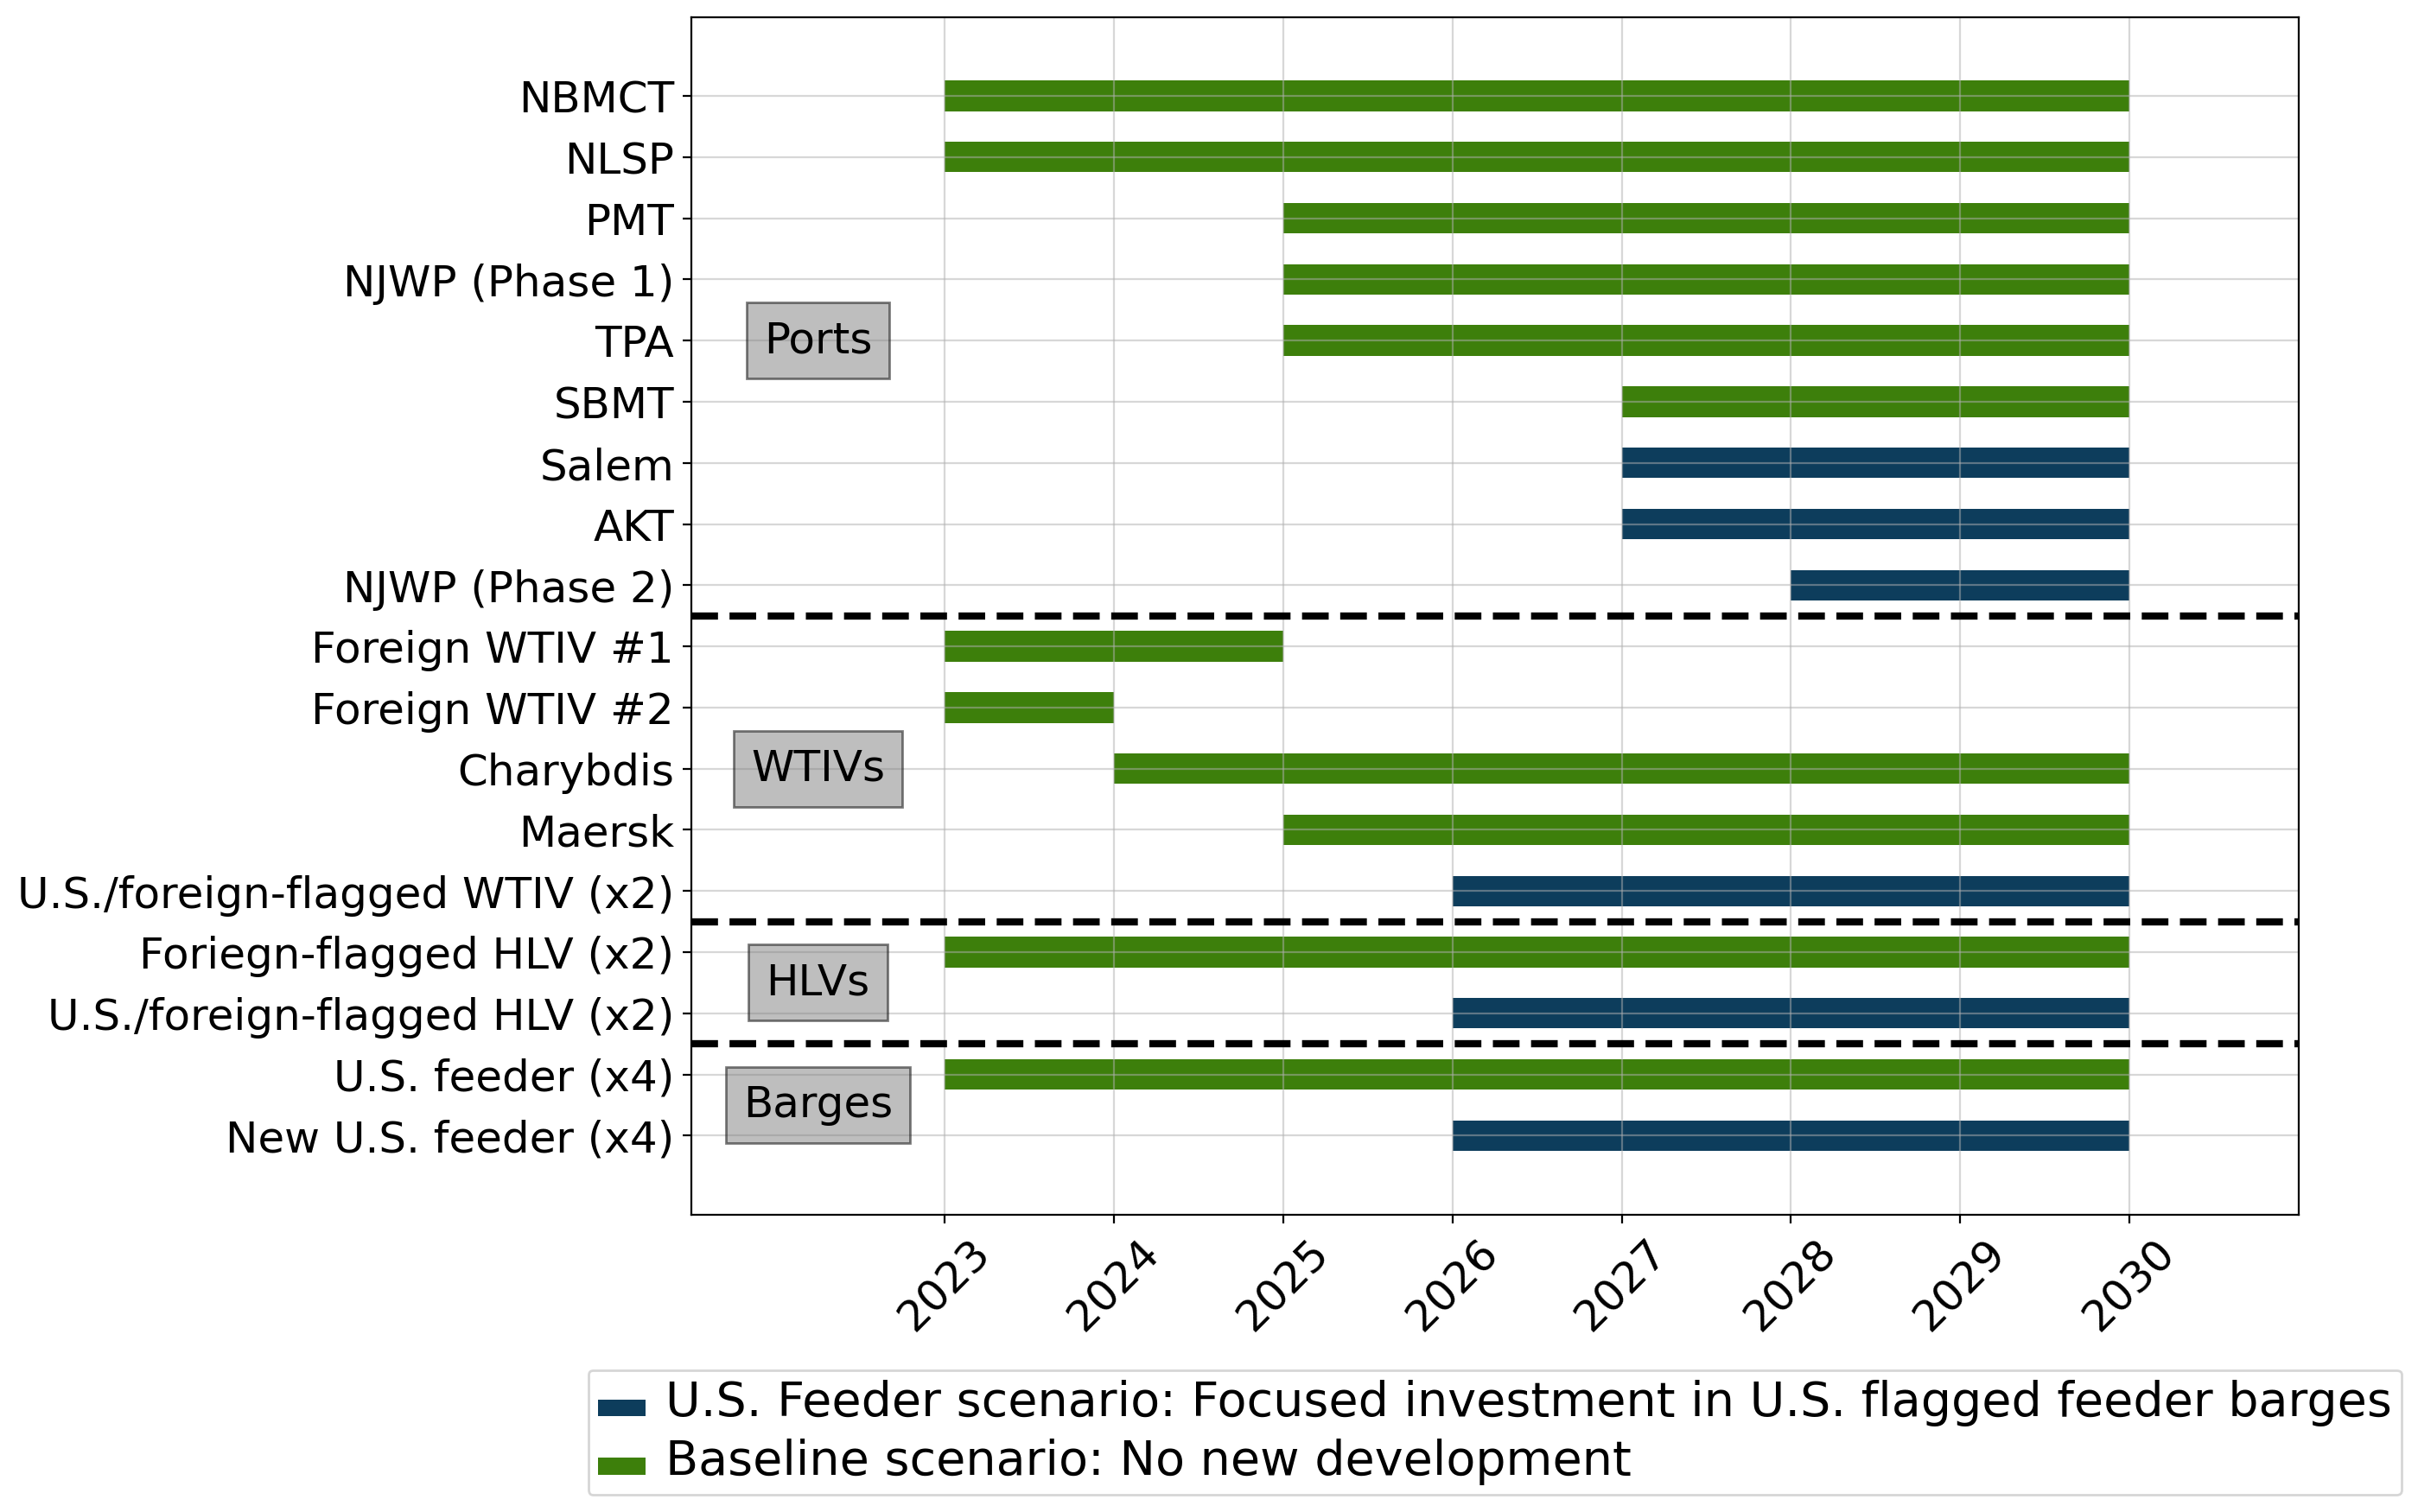 NBMCT
NLSP
PMT
NJWP (Phase 1)
TPA
SBMT
Salem
AKT
NJWP (Phase 2)
Foreign WTIV #1
Foreign WTIV #2
Charybdis
Maersk
U.S./foreign-flagged WTIV (x2)
Foriegn-flagged HLV (x2)
U.S./foreign-flagged HLV (x2)
U.S. feeder (x4)
New U.S. feeder (x4)
Ports
WTIVs
HLVs
Barges
2023
2024
2025
2026
2027
2028
2029
2030
U.S. Feeder scenario: Focused investment in U.S. flagged feeder barges
Baseline scenario: No new development